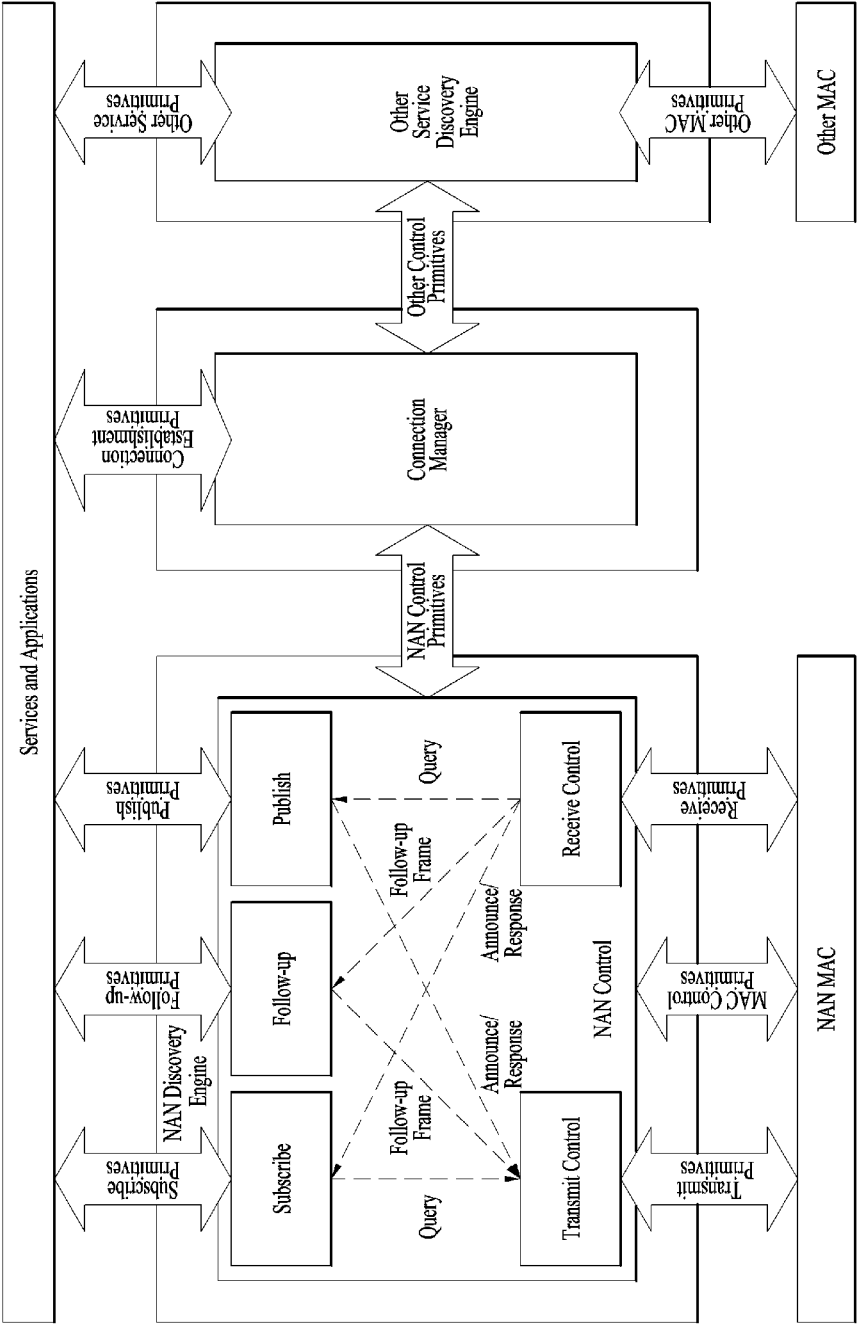 Services and Applications
Subscribe
Primitives
Follow-up
Primitives
Publish
Primitives
Connection
Establishment
Primitives
Other Service
Primitives
NAN Discovery
Engine
Subscribe
Follow-up
Publish
NAN Control
Primitives
Connection
Manager
Other Control
Primitives
Other
Service
Discovery
Engine
Query
Follow-up
Frame
Announce/
Response
Follow-up
Frame
Announce/
Response
Query
Transmit Control
NAN Control
Receive Control
Transmit
Primitives
MAC Control
Primitives
Receive
Primitives
Other MAC
Primitives
NAN MAC
Other MAC